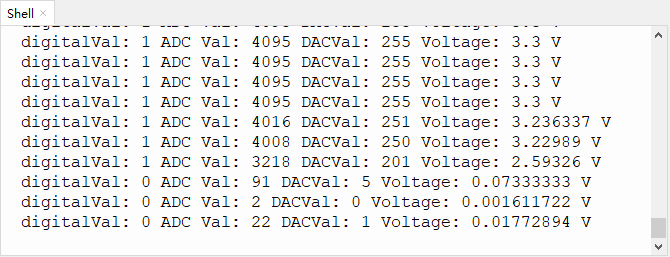 Shell ×
digitalVal: 1 ADC Val: 4095 DACVal: 255 Voltage: 3.3 V
digitalVal: 1 ADC Val: 4095 DACVal: 255 Voltage: 3.3 V
digitalVal: 1 ADC Val: 4095 DACVal: 255 Voltage: 3.3 V
digitalVal: 1 ADC Val: 4095 DACVal: 255 Voltage: 3.3 V
digitalVal: 1 ADC Val: 4016 DACVal: 251 Voltage: 3.236337 V
digitalVal: 1 ADC Val: 4008 DACVal: 250 Voltage: 3.22989 V
digitalVal: 1 ADC Val: 3218 DACVal: 201 Voltage: 2.59326 V
digitalVal: 0 ADC Val: 91 DACVal: 5 Voltage: 0.07333333 V
digitalVal: 0 ADC Val: 2 DACVal: 0 Voltage: 0.001611722 V
digitalVal: 0 ADC Val: 22 DACVal: 1 Voltage: 0.01772894 V